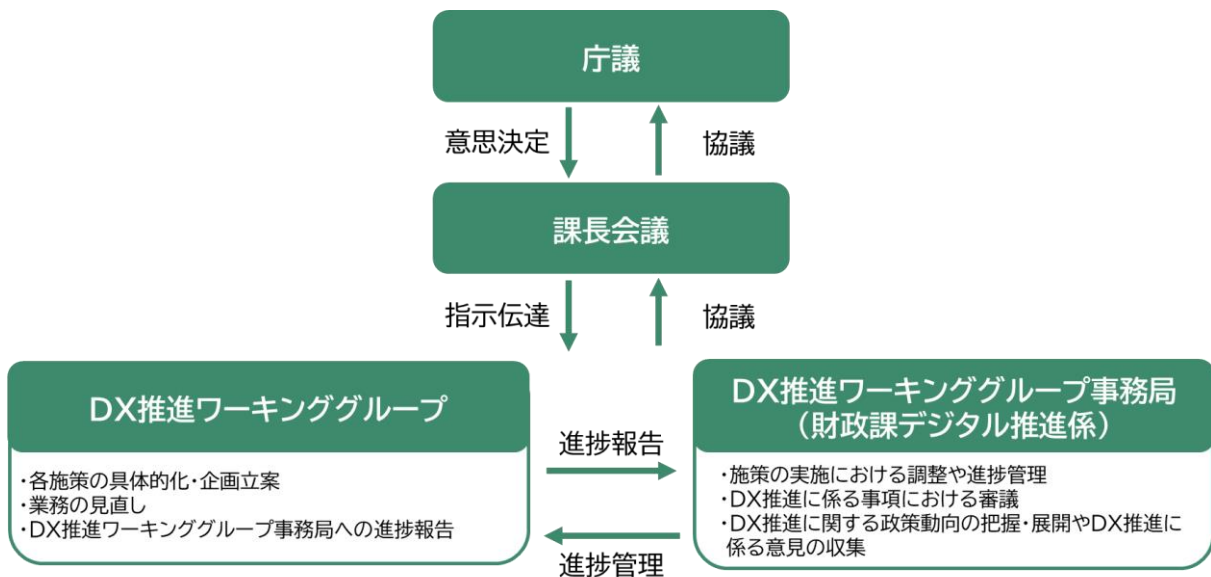 庁議
意思決定
協議
課長会議
指示伝達
協議
DX推進ワーキンググループ
・各施策の具体的化・企画立案
・業務の見直し
・DX推進ワーキンググループ事務局への進捗報告
進捗報告
進捗管理
DX推進ワーキンググループ事務局
(財政課デジタル推進係)
・施策の実施における調整や進捗管理
・DX推進に係る事項における審議
・DX推進に関する政策動向の把握・展開やDX推進に
係る意見の収集